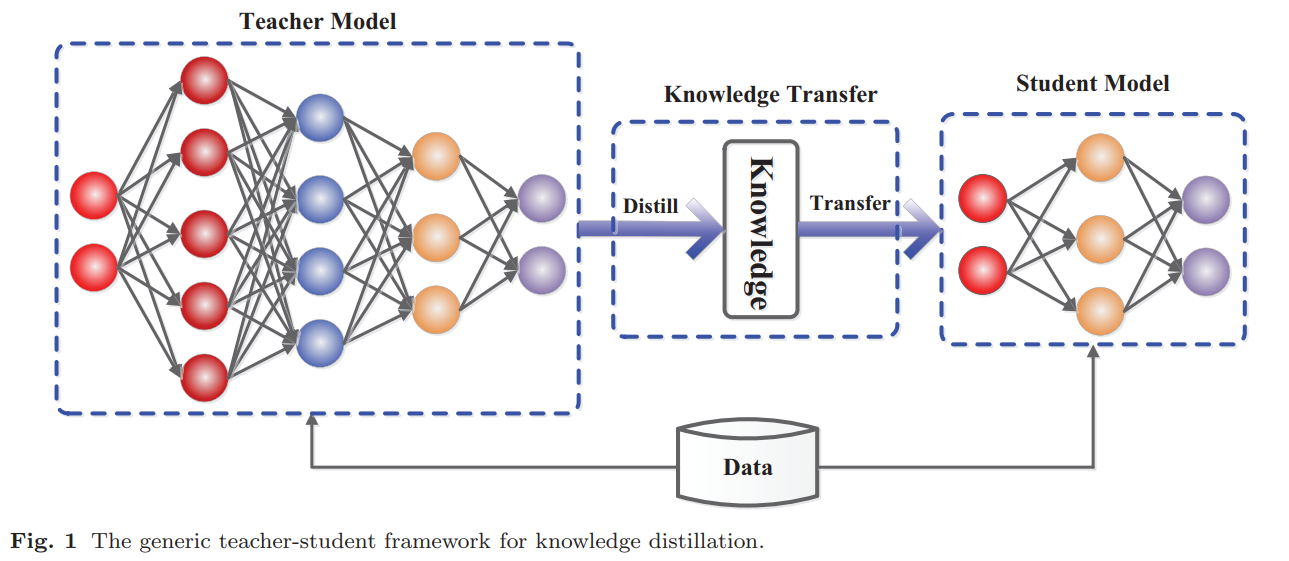 Teacher Model
Knowledge Transfer
Student Model
Distill
Knowledge
Transfer
Data
Fig. 1 The generic teacher-student framework for knowledge distillation.